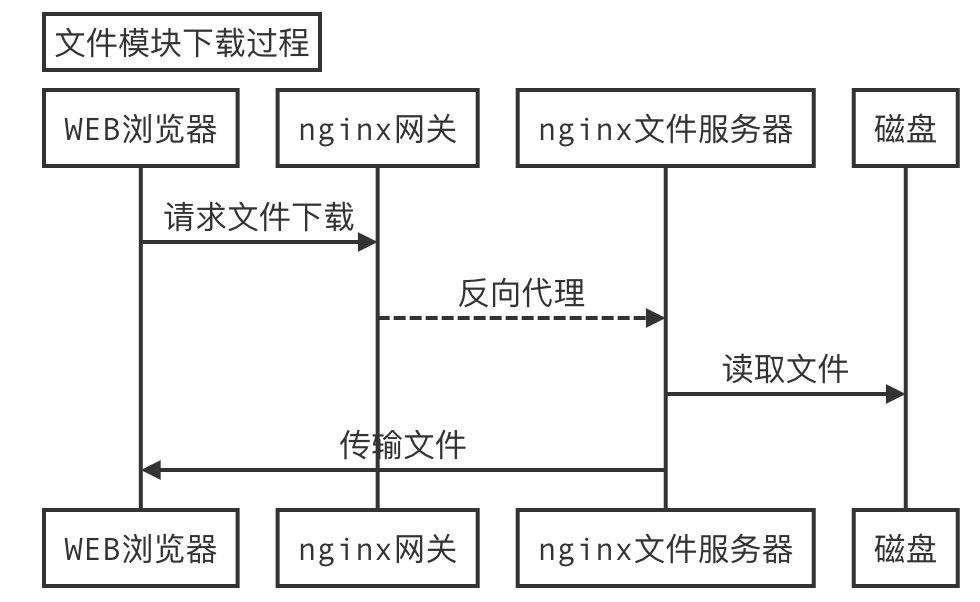 文件模块下载过程
WEB浏览器
nginx网关
nginx文件服务器
磁盘
请求文件下载
反向代理
读取文件
传输文件
WEB浏览器
nginx网关
nginx文件服务器
磁盘